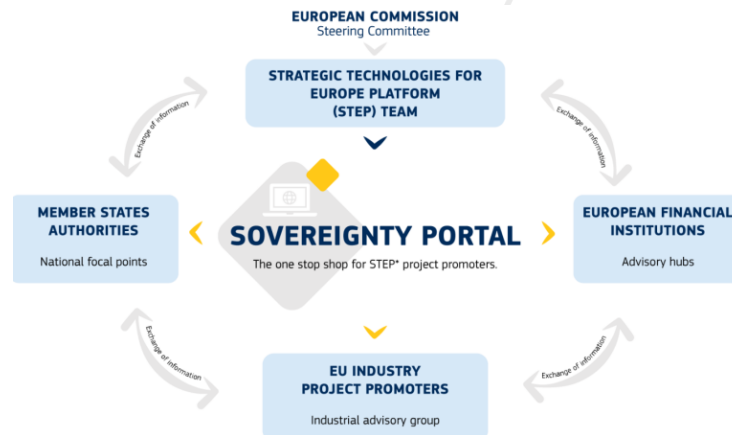 EUROPEAN COMMISSION
Steering Committee
STRATEGIC TECHNOLOGIES FOR
EUROPE PLATFORM
(STEP) TEAM
Exchange of information
Exchange of information
MEMBER STATES
AUTHORITIES
National focal points
SOVEREIGNTY PORTAL
The one stop shop for STEP* project promoters.
EUROPEAN FINANCIAL
INSTITUTIONS
Advisory hubs
Exchange of information
Exchange of information
EU INDUSTRY
PROJECT PROMOTERS
Industrial advisory group